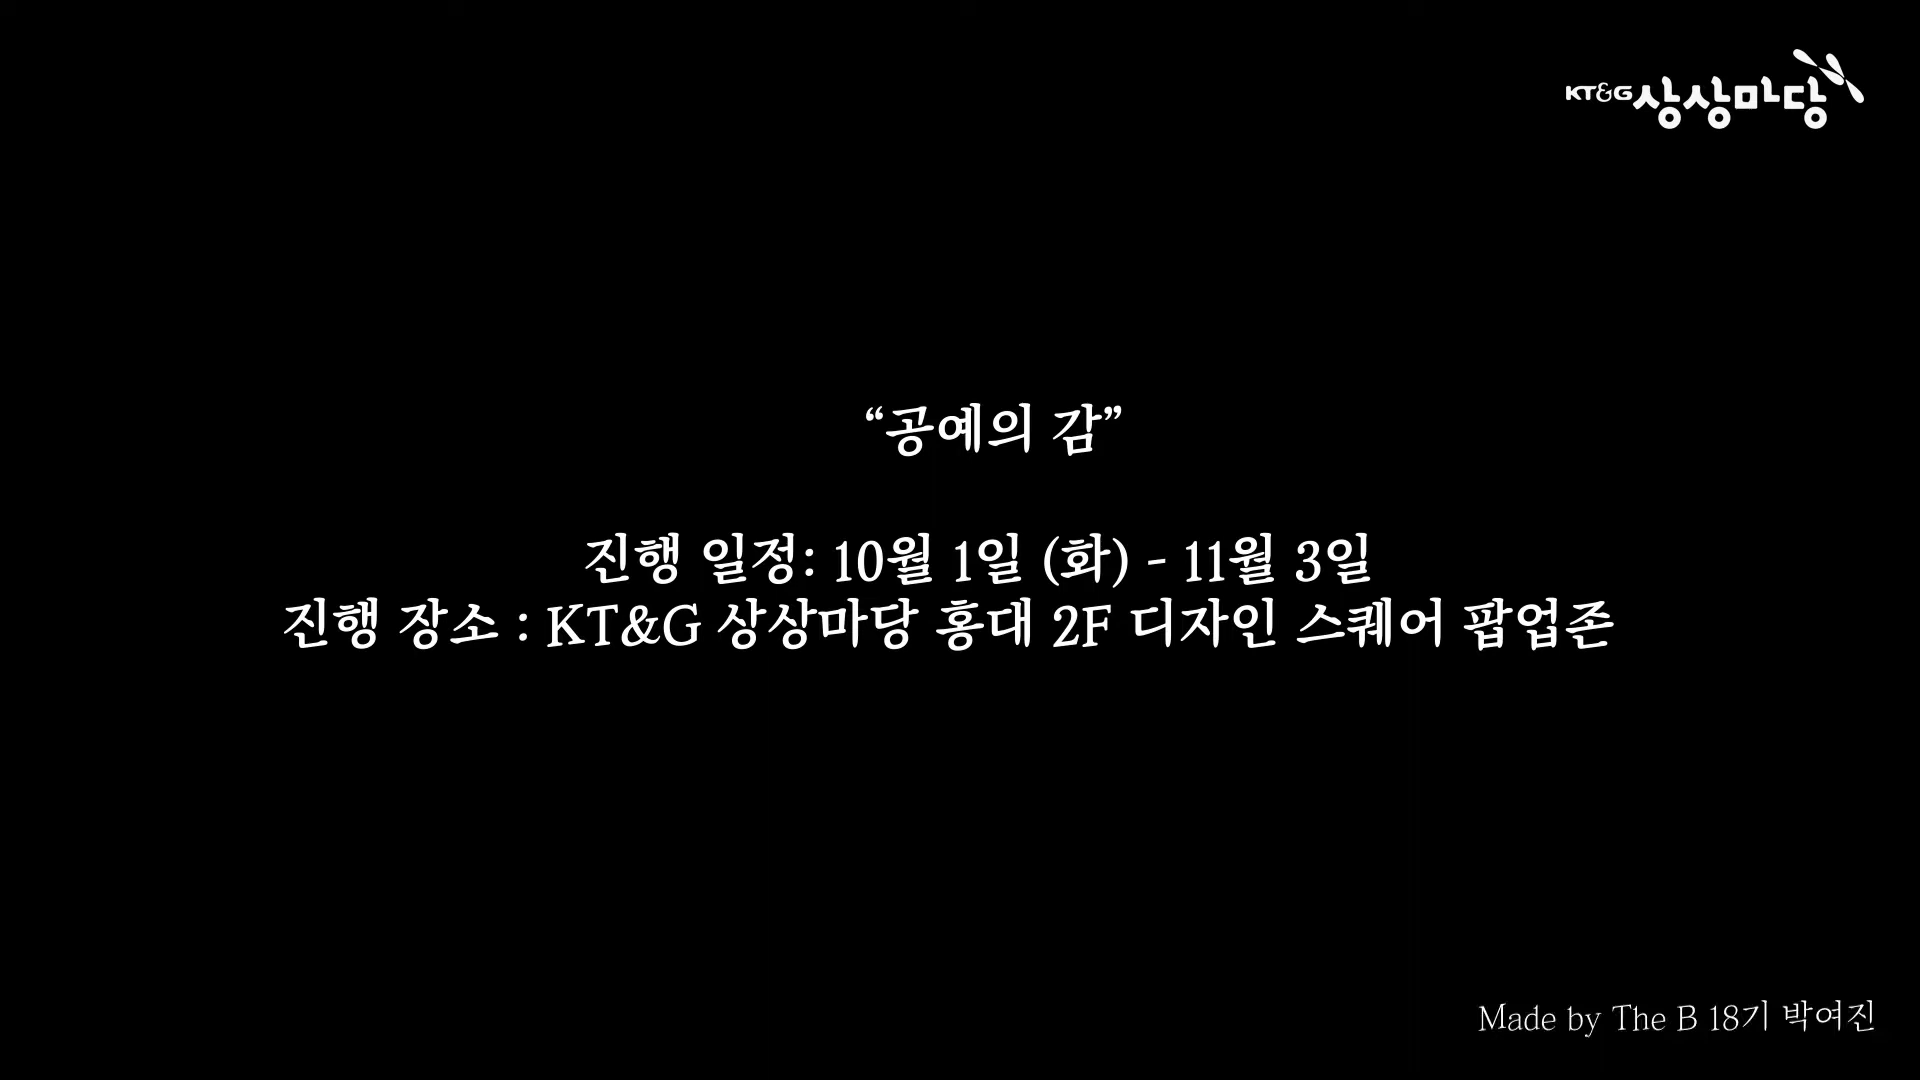 KT&G 상상마당
“공예의 감”
진행 일정: 10월 1일 (화) - 11월 3일
진행 장소 : KT&G 상상마당 홍대 2F 디자인 스퀘어 팝업존
Made by The B 18기 박여진